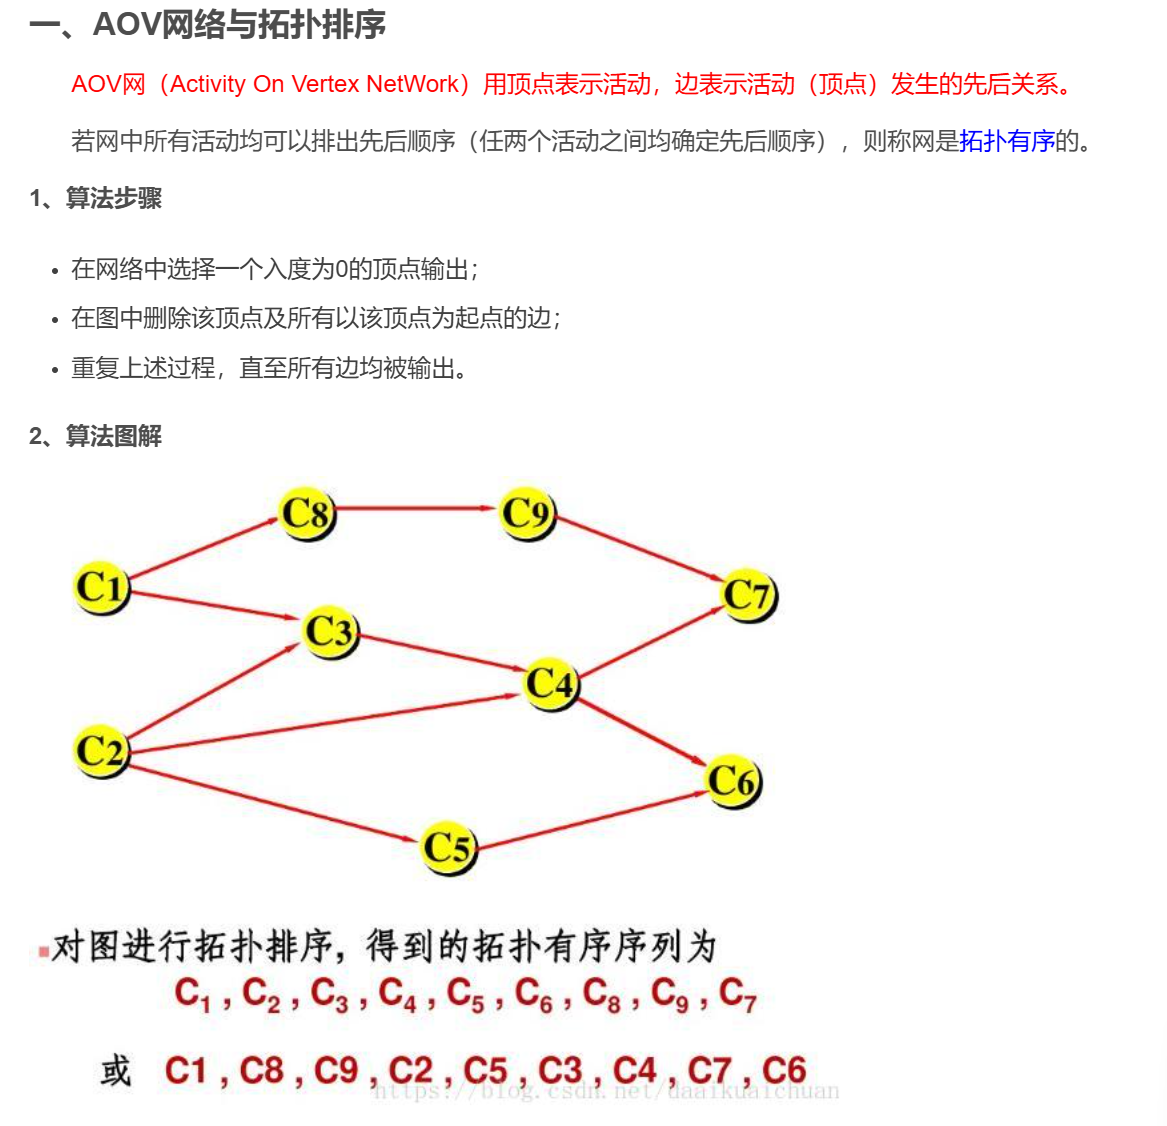 一、AOV网络与拓扑排序
AOV网（Activity On Vertex NetWork）用顶点表示活动，边表示活动（顶点）发生的先后关系。
若网中所有活动均可以排出先后顺序（任两个活动之间均确定先后顺序），则称网是拓扑有序的。
1、算法步骤
• 在网络中选择一个入度为0的顶点输出；
• 在图中删除该顶点及所有以该顶点为起点的边；
• 重复上述过程，直至所有边均被输出。
2、算法图解
C8
C9
C1
C7
C3
C4
C2
C6
C5
对图进行拓扑排序，得到的拓扑有序序列为
C₁ , C₂ , C₃ , C₄ , C₅ , C₆ , C₈ , C₉ , C₇
或 C1 , C8 , C9 , C2 , C5 , C3 , C4 , C7 , C6
https://blog.csdn.net/daaikuaichuan